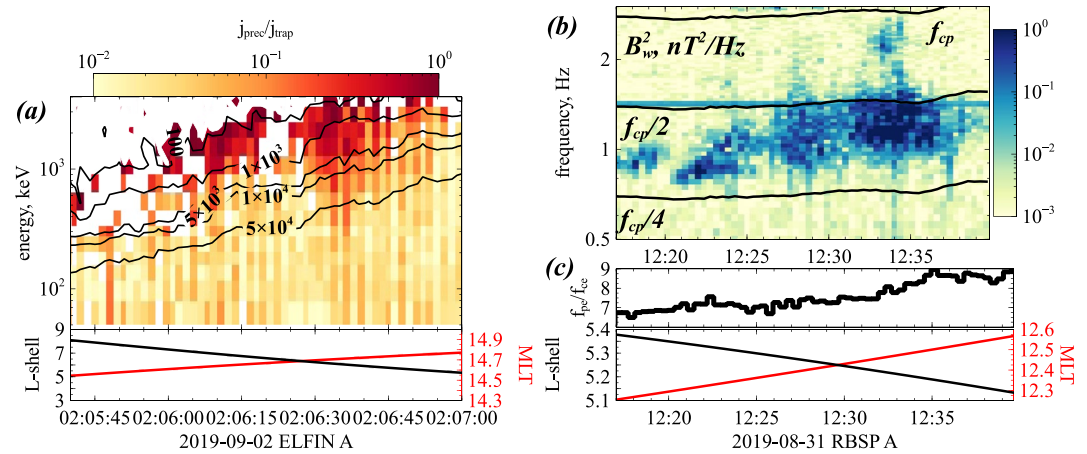 j_prec/j_trap
10^-2 10^-1 10^0
(a)
energy, keV
10^3
10^2
100
1×10^3
5×10^3
1×10^4
5×10^4
L-shell
9
7
5
3
14.9
14.7
14.5
14.3
MLT
02:05:45 02:06:00 02:06:15 02:06:30 02:06:45 02:07:00
2019-09-02 ELFIN A
(b)
B_w^2, nT^2/Hz
f_cp
f_cp/2
f_cp/4
frequency, Hz
2
1
0.5
10^0
10^-1
10^-2
10^-3
12:20 12:25 12:30 12:35
(c)
f_pe/f_ce
9
8
7
L-shell
5.4
5.3
5.2
5.1
12.6
12.5
12.4
12.3
MLT
12:20 12:25 12:30 12:35
2019-08-31 RBSP A